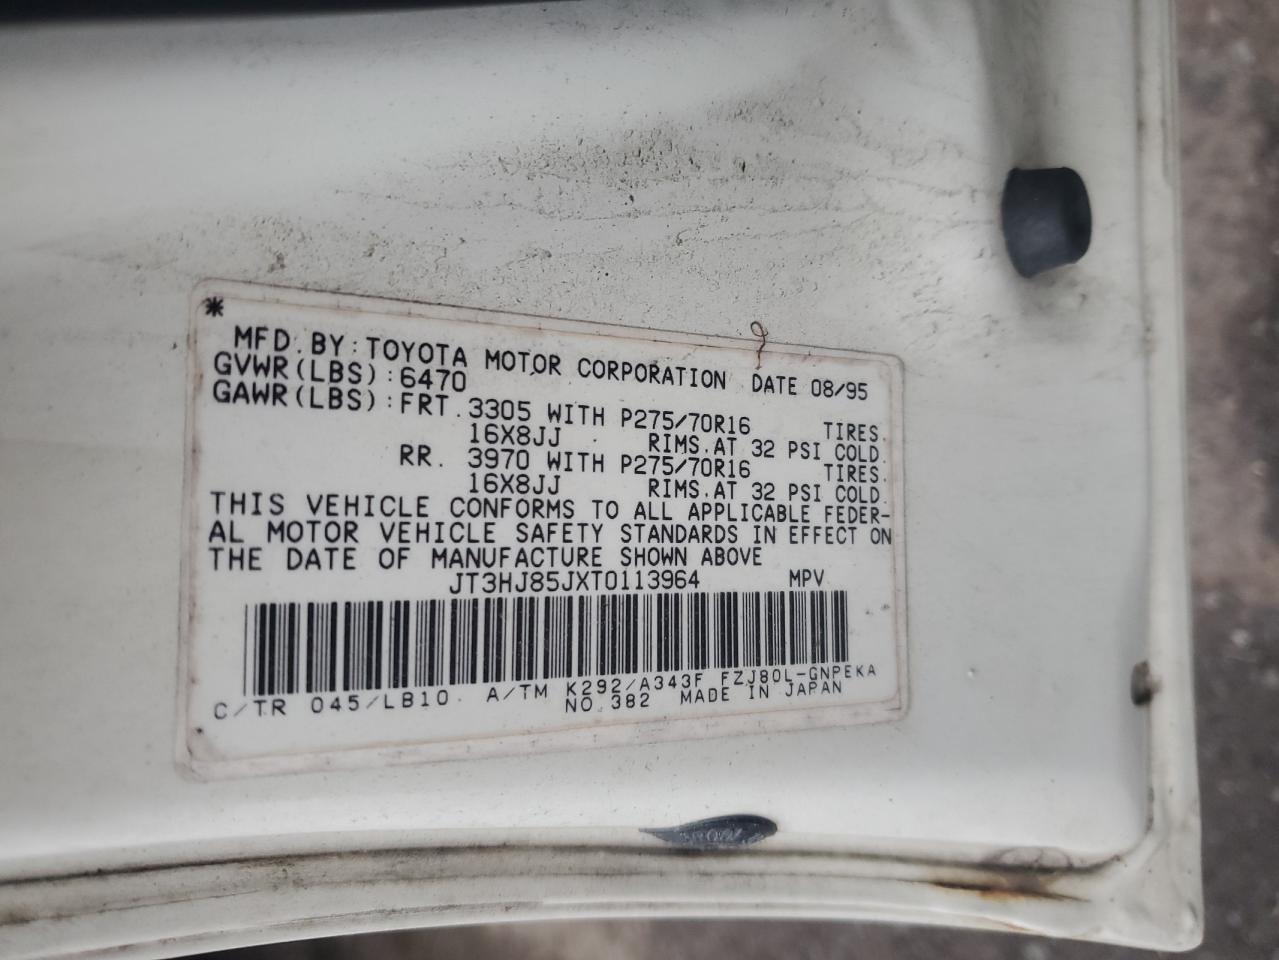 *
MFD. BY: TOYOTA MOTOR CORPORATION DATE 08/95
GVWR(LBS): 6470
GAWR(LBS): FRT. 3305 WITH P275/70R16 TIRES.
16X8JJ RIMS. AT 32 PSI COLD.
RR. 3970 WITH P275/70R16 TIRES.
16X8JJ RIMS. AT 32 PSI COLD.
THIS VEHICLE CONFORMS TO ALL APPLICABLE FEDER-
AL MOTOR VEHICLE SAFETY STANDARDS IN EFFECT ON
THE DATE OF MANUFACTURE SHOWN ABOVE
JT3HJ85JXT0113964 MPV
C/TR 045/LB10 A/TM K292/A343F FZJ80L-GNPEKA
NO.382 MADE IN JAPAN